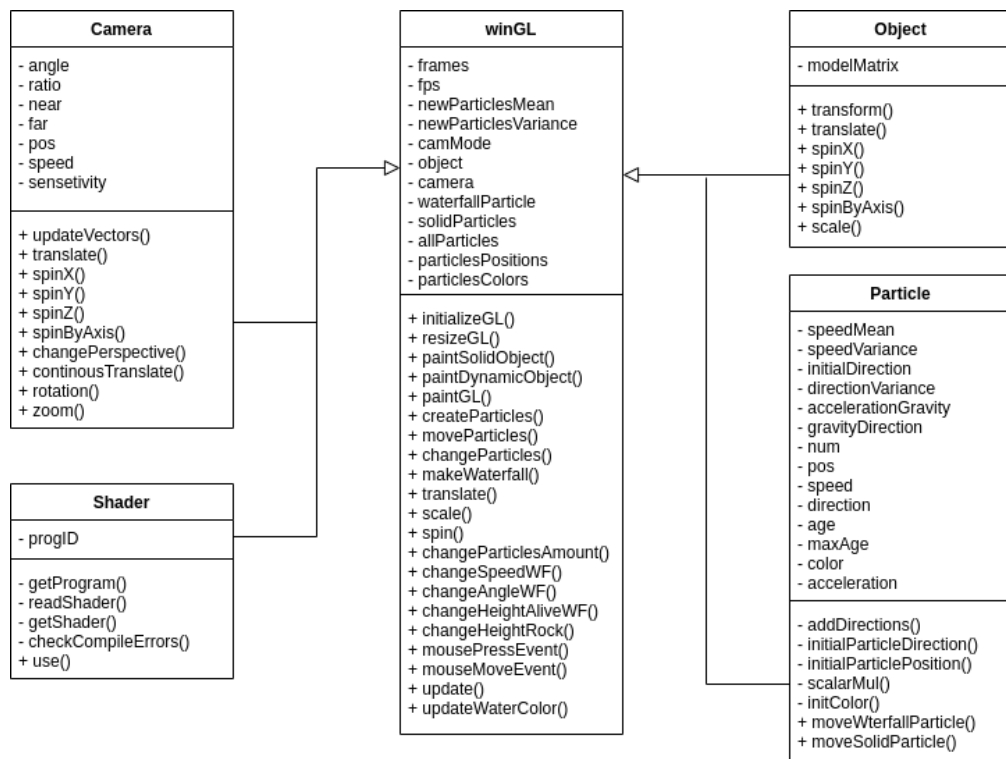 Camera
- angle
- ratio
- near
- far
- pos
- speed
- sensetivity
+ updateVectors()
+ translate()
+ spinX()
+ spinY()
+ spinZ()
+ spinByAxis()
+ changePerspective()
+ continousTranslate()
+ rotation()
+ zoom()
Shader
- progID
- getProgram()
- readShader()
- getShader()
- checkCompileErrors()
+ use()
winGL
- frames
- fps
- newParticlesMean
- newParticlesVariance
- camMode
- object
- camera
- waterfallParticle
- solidParticles
- allParticles
- particlesPositions
- particlesColors
+ initializeGL()
+ resizeGL()
+ paintSolidObject()
+ paintDynamicObject()
+ paintGL()
+ createParticles()
+ moveParticles()
+ changeParticles()
+ makeWaterfall()
+ translate()
+ scale()
+ spin()
+ changeParticlesAmount()
+ changeSpeedWF()
+ changeAngleWF()
+ changeHeightAliveWF()
+ changeHeightRock()
+ mousePressEvent()
+ mouseMoveEvent()
+ update()
+ updateWaterColor()
Object
- modelMatrix
+ transform()
+ translate()
+ spinX()
+ spinY()
+ spinZ()
+ spinByAxis()
+ scale()
Particle
- speedMean
- speedVariance
- initialDirection
- directionVariance
- accelerationGravity
- gravityDirection
- num
- pos
- speed
- direction
- age
- maxAge
- color
- acceleration
- addDirections()
- initialParticleDirection()
- initialParticlePosition()
- scalarMul()
- initColor()
+ moveWterfallParticle()
+ moveSolidParticle()